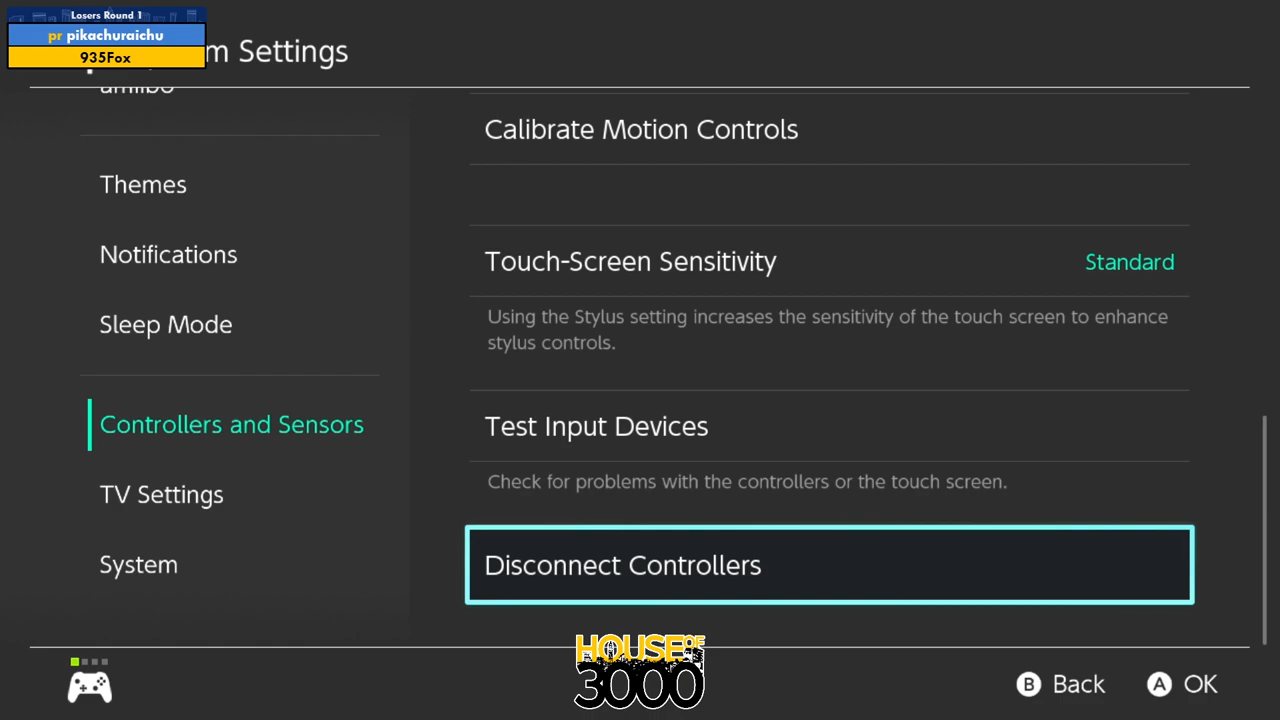 Losers Round 1
pr pikachuraichu
935Fox
m Settings
amiibo
Themes
Notifications
Sleep Mode
Controllers and Sensors
TV Settings
System
Calibrate Motion Controls
Touch-Screen Sensitivity Standard
Using the Stylus setting increases the sensitivity of the touch screen to enhance
stylus controls.
Test Input Devices
Check for problems with the controllers or the touch screen.
Disconnect Controllers
HOUSE OF
3000
B Back A OK